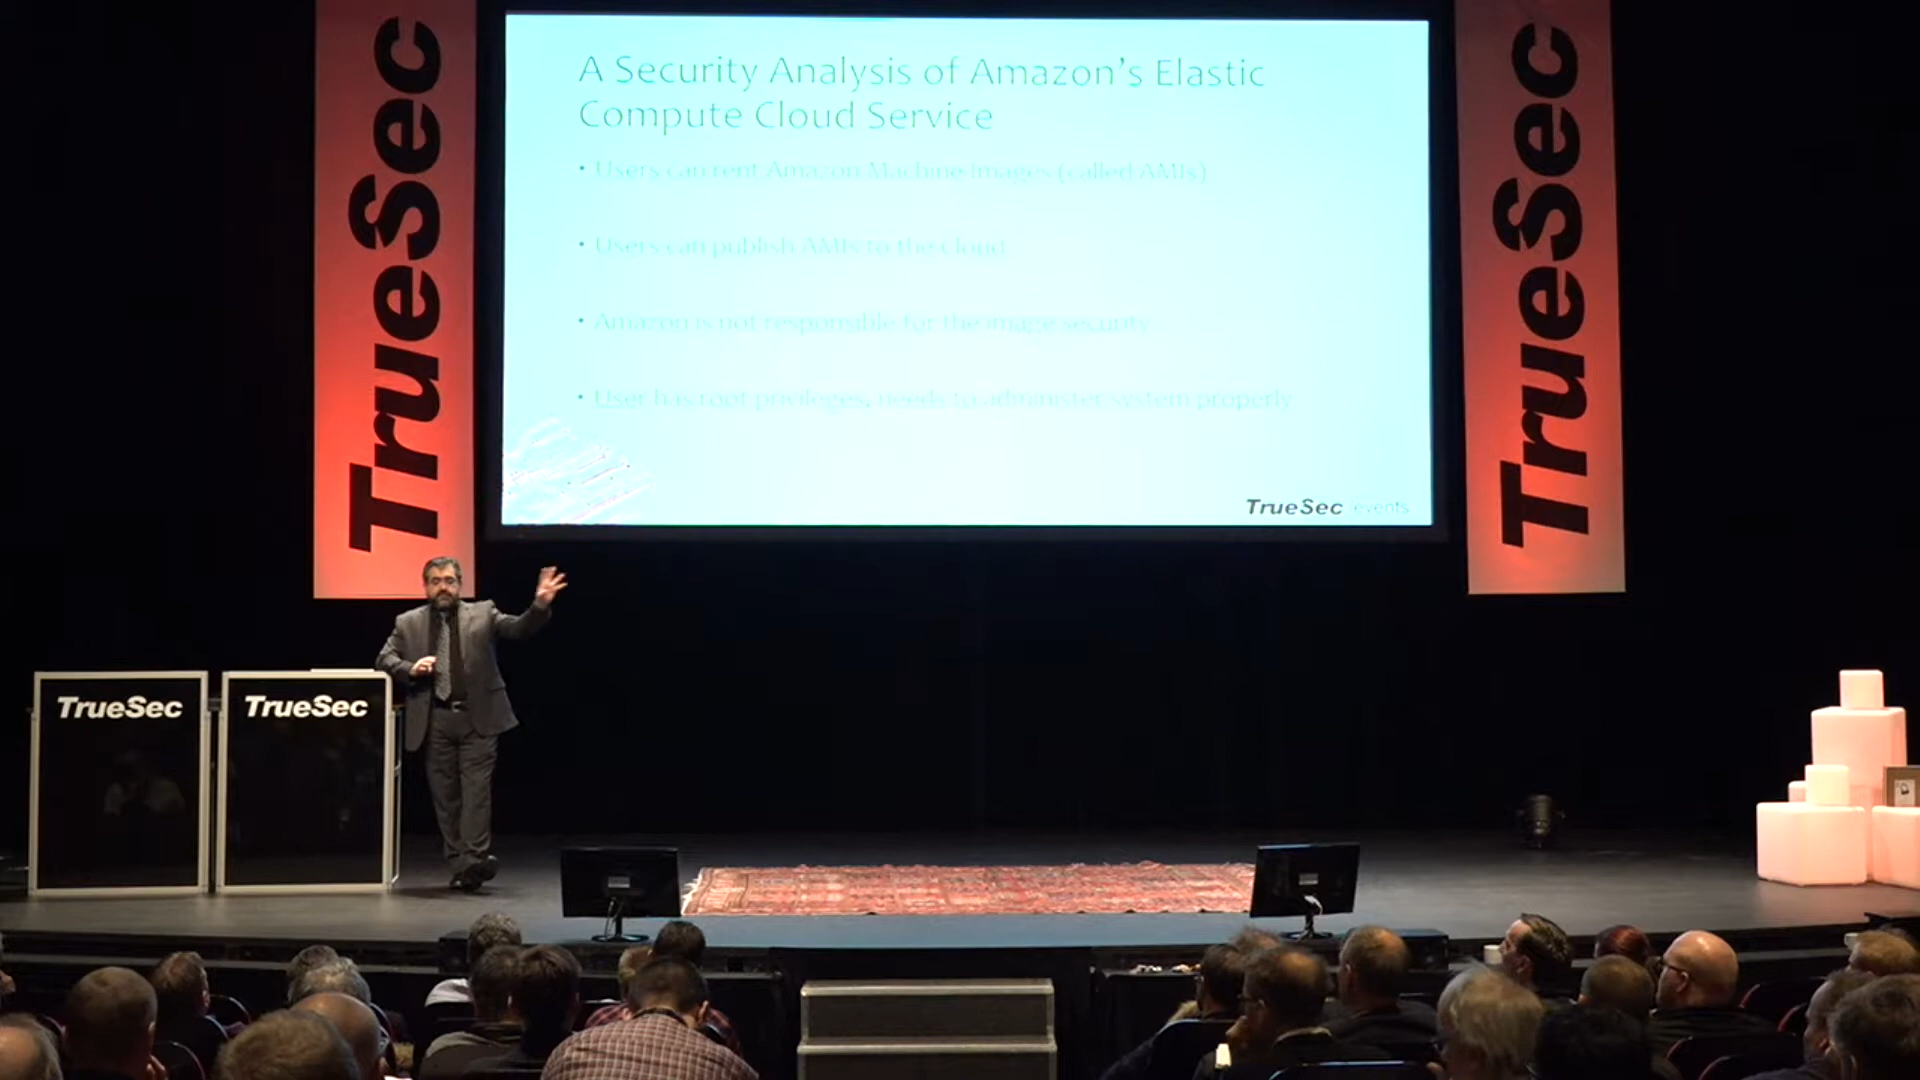 A Security Analysis of Amazon's Elastic
Compute Cloud Service
• Users can rent Amazon Machine Images (called AMIs)
• Users can publish AMIs to the cloud
• Amazon is not responsible for the image security
• User has root privileges, needs to administer system properly
TrueSec events
TrueSec
TrueSec
TrueSec
TrueSec